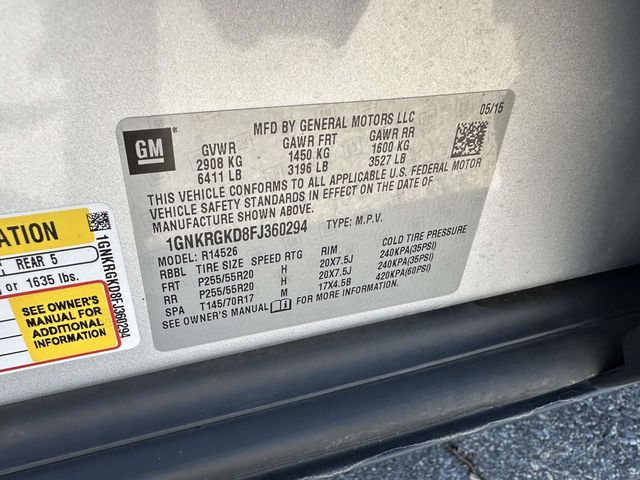 MFD BY GENERAL MOTORS LLC
05/15
GM
GVWR GAWR FRT GAWR RR
2908 KG 1450 KG 1600 KG
6411 LB 3196 LB 3527 LB
THIS VEHICLE CONFORMS TO ALL APPLICABLE U.S. FEDERAL MOTOR
VEHICLE SAFETY STANDARDS IN EFFECT ON THE DATE OF
MANUFACTURE SHOWN ABOVE.
1GNKRGKD8FJ360294 TYPE: M.P.V.
MODEL: R14526
RBBL TIRE SIZE SPEED RTG RIM COLD TIRE PRESSURE
FRT P255/55R20 H 20X7.5J 240KPA(35PSI)
RR P255/55R20 H 20X7.5J 240KPA(35PSI)
SPA T145/70R17 M 17X4.5B 420KPA(60PSI)
SEE OWNER'S MANUAL FOR MORE INFORMATION.
ATION
REAR 5
or 1635 lbs.
SEE OWNER'S
MANUAL FOR
ADDITIONAL
INFORMATION
1GNKRGKD8FJ360294